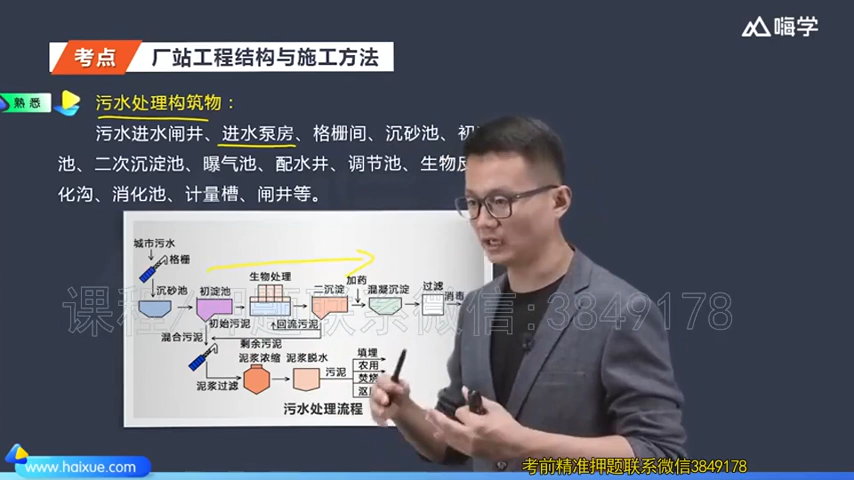 考点 厂站工程结构与施工方法
嗨学
熟悉
污水处理构筑物：
污水进水闸井、进水泵房、格栅间、沉砂池、初
池、二次沉淀池、曝气池、配水井、调节池、生物
化沟、消化池、计量槽、闸井等。
城市污水
格栅
沉砂池
初淀池
生物处理
二沉淀
加药
混凝沉淀
过滤
消毒
初始污泥
回流污泥
混合污泥
剩余污泥
泥浆过滤
泥浆浓缩
泥浆脱水
污泥
填埋
农用
焚烧
污水处理流程
课程/押题联系微信:3849178
www.haixue.com
考前精准押题联系微信3849178